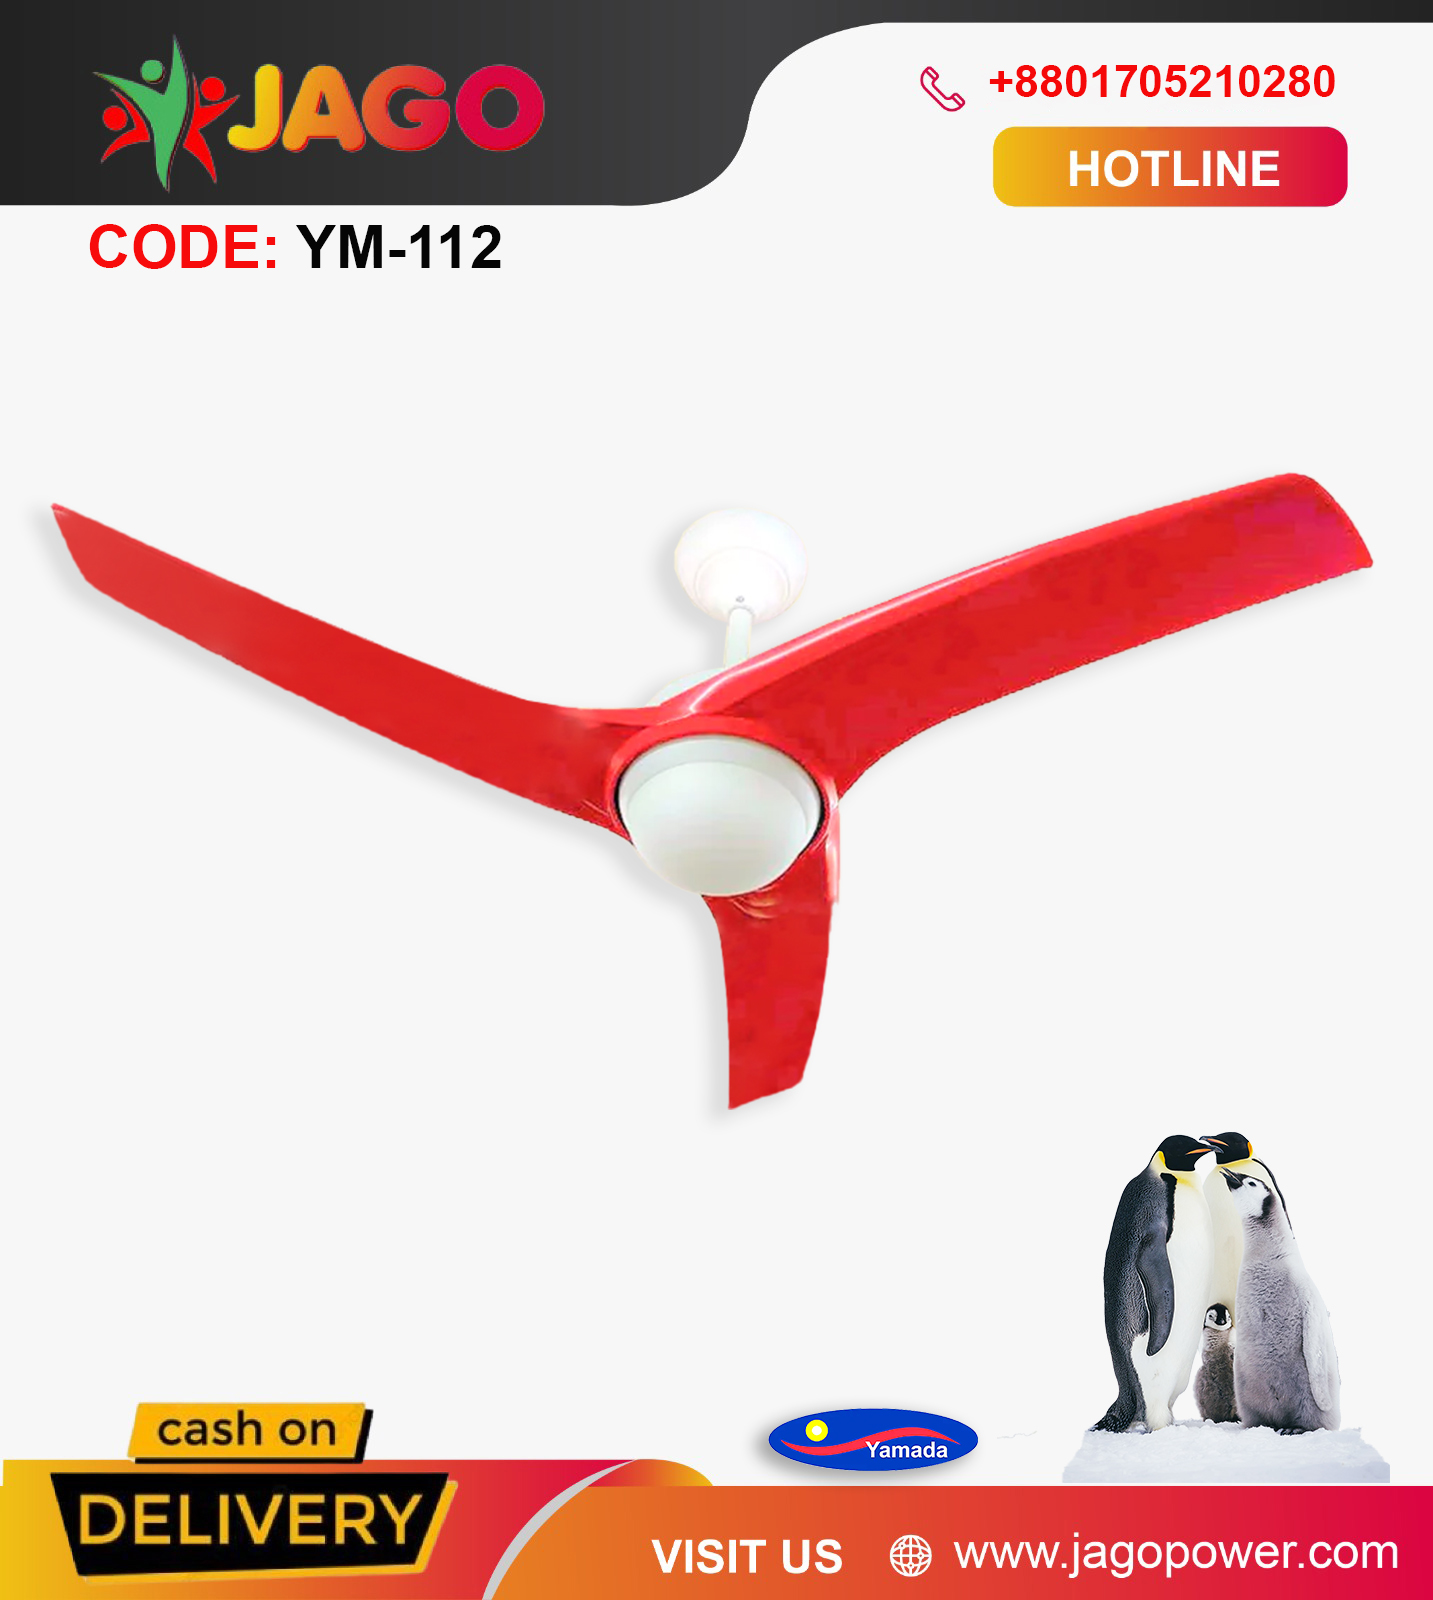 JAGO
+8801705210280
HOTLINE
CODE: YM-112
cash on
DELIVERY
Yamada
VISIT US
www.jagopower.com